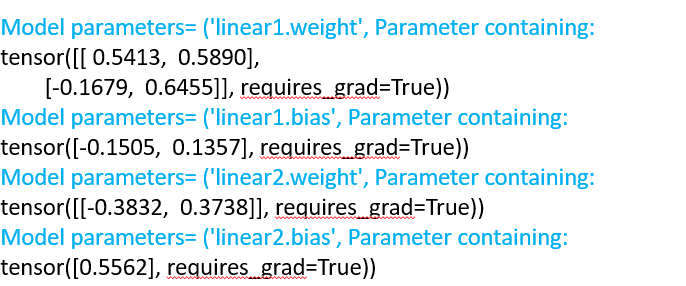 Model parameters= ('linear1.weight', Parameter containing:
tensor([[ 0.5413,  0.5890],
[-0.1679,  0.6455]], requires_grad=True))
Model parameters= ('linear1.bias', Parameter containing:
tensor([-0.1505,  0.1357], requires_grad=True))
Model parameters= ('linear2.weight', Parameter containing:
tensor([[-0.3832,  0.3738]], requires_grad=True))
Model parameters= ('linear2.bias', Parameter containing:
tensor([0.5562], requires_grad=True))